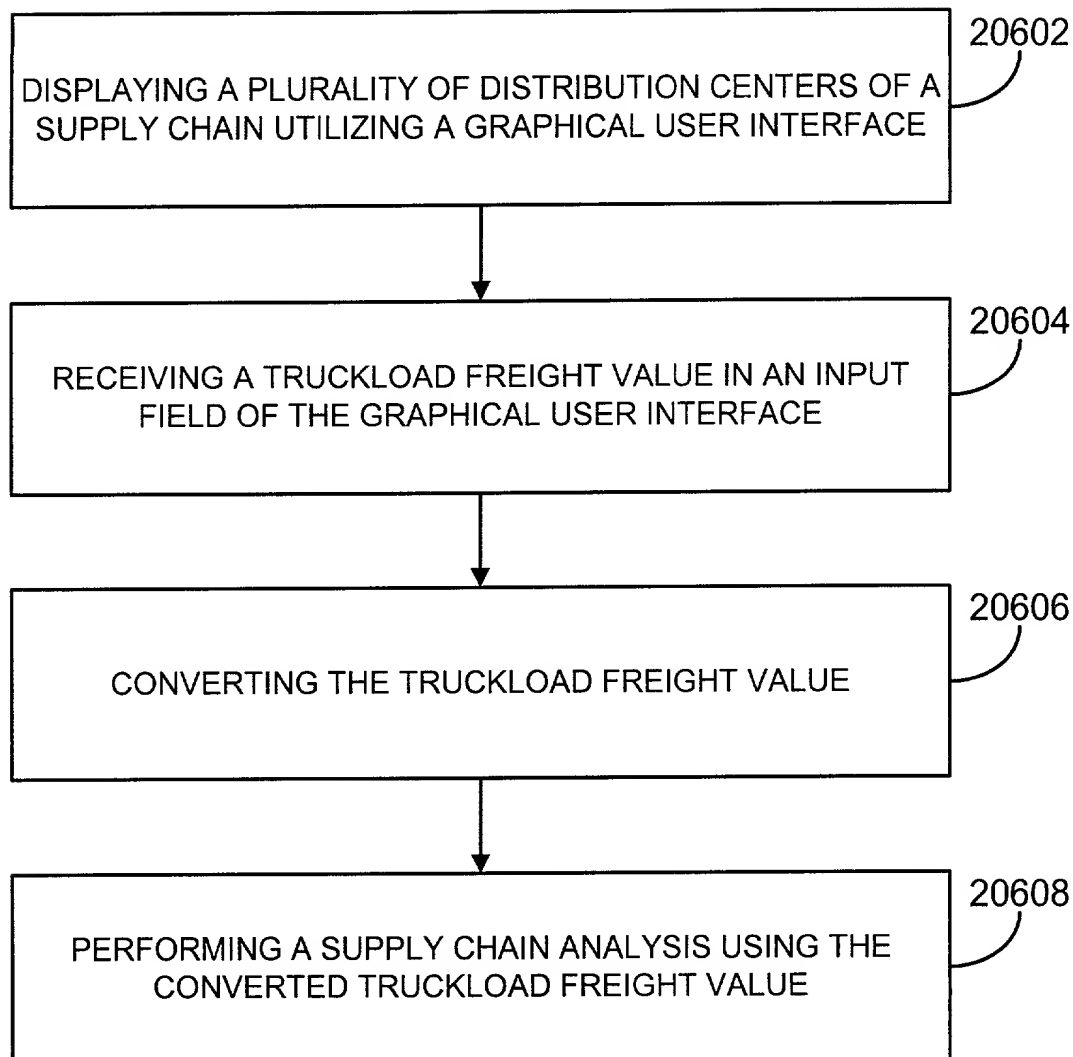 20602
DISPLAYING A PLURALITY OF DISTRIBUTION CENTERS OF A
SUPPLY CHAIN UTILIZING A GRAPHICAL USER INTERFACE
20604
RECEIVING A TRUCKLOAD FREIGHT VALUE IN AN INPUT
FIELD OF THE GRAPHICAL USER INTERFACE
20606
CONVERTING THE TRUCKLOAD FREIGHT VALUE
20608
PERFORMING A SUPPLY CHAIN ANALYSIS USING THE
CONVERTED TRUCKLOAD FREIGHT VALUE